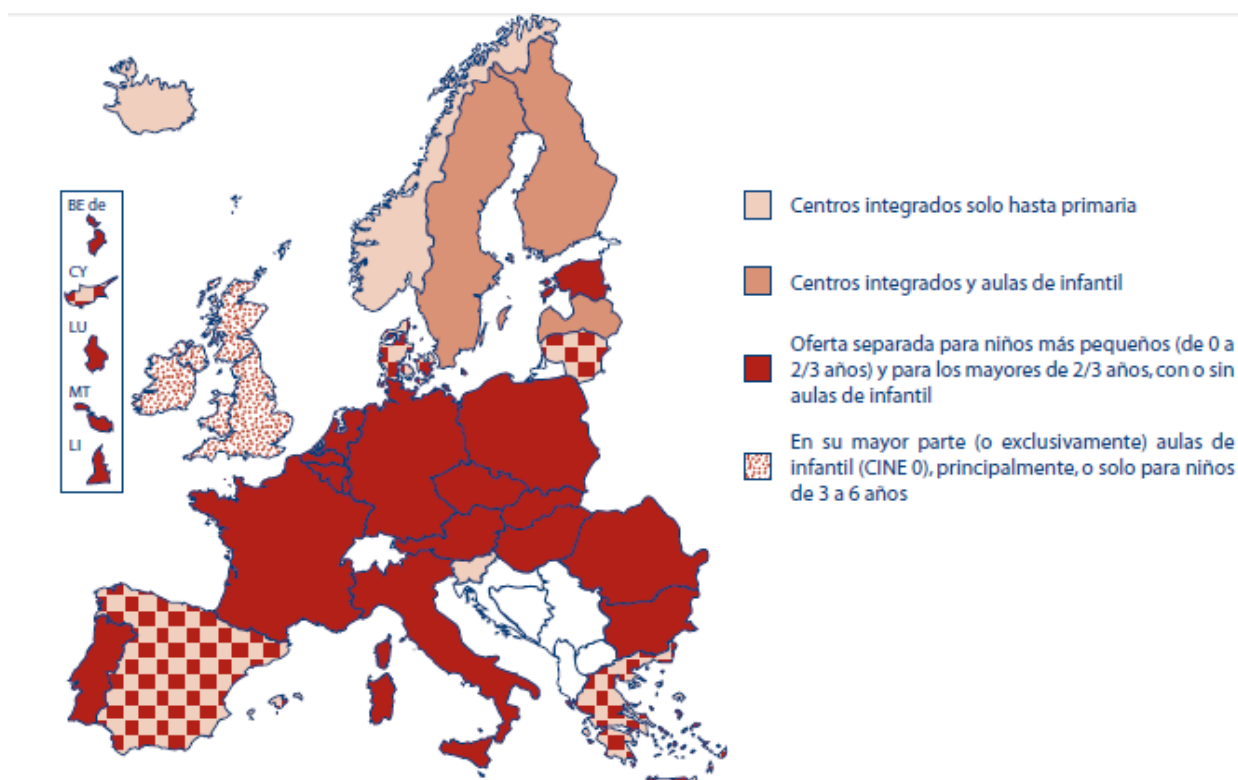 BE de
CY
LU
MT
LI
Centros integrados solo hasta primaria
Centros integrados y aulas de infantil
Oferta separada para niños más pequeños (de 0 a
2/3 años) y para los mayores de 2/3 años, con o sin
aulas de infantil
En su mayor parte (o exclusivamente) aulas de
infantil (CINE 0), principalmente, o solo para niños
de 3 a 6 años